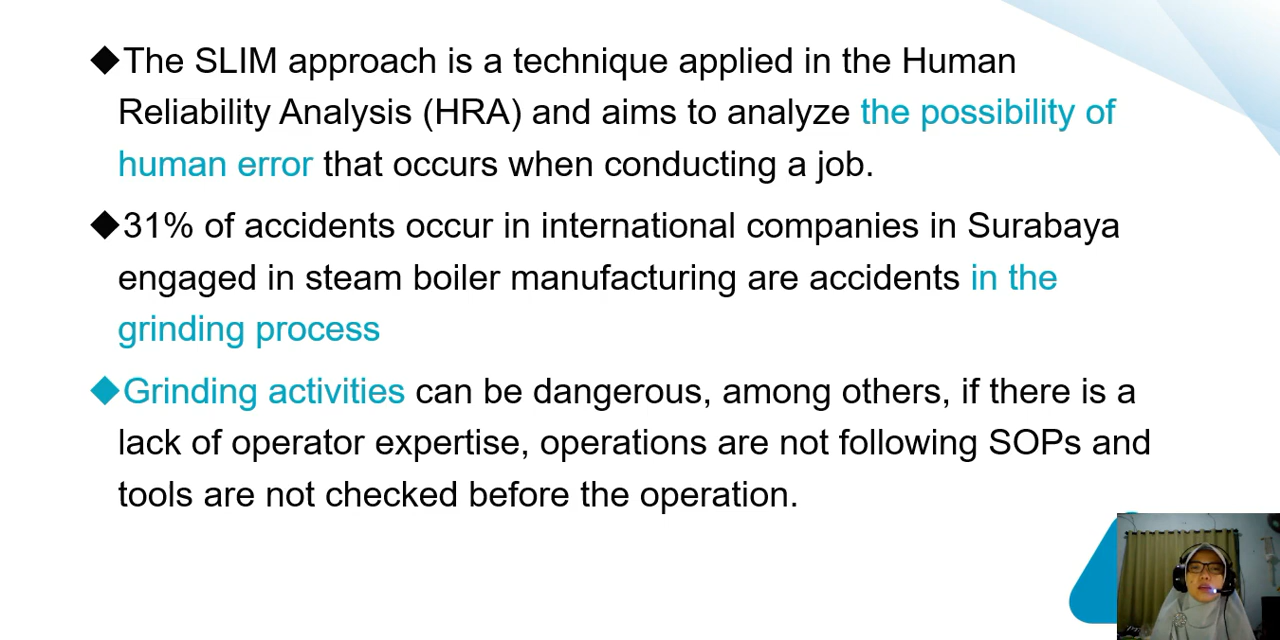 The SLIM approach is a technique applied in the Human
Reliability Analysis (HRA) and aims to analyze the possibility of
human error that occurs when conducting a job.
31% of accidents occur in international companies in Surabaya
engaged in steam boiler manufacturing are accidents in the
grinding process
Grinding activities can be dangerous, among others, if there is a
lack of operator expertise, operations are not following SOPs and
tools are not checked before the operation.